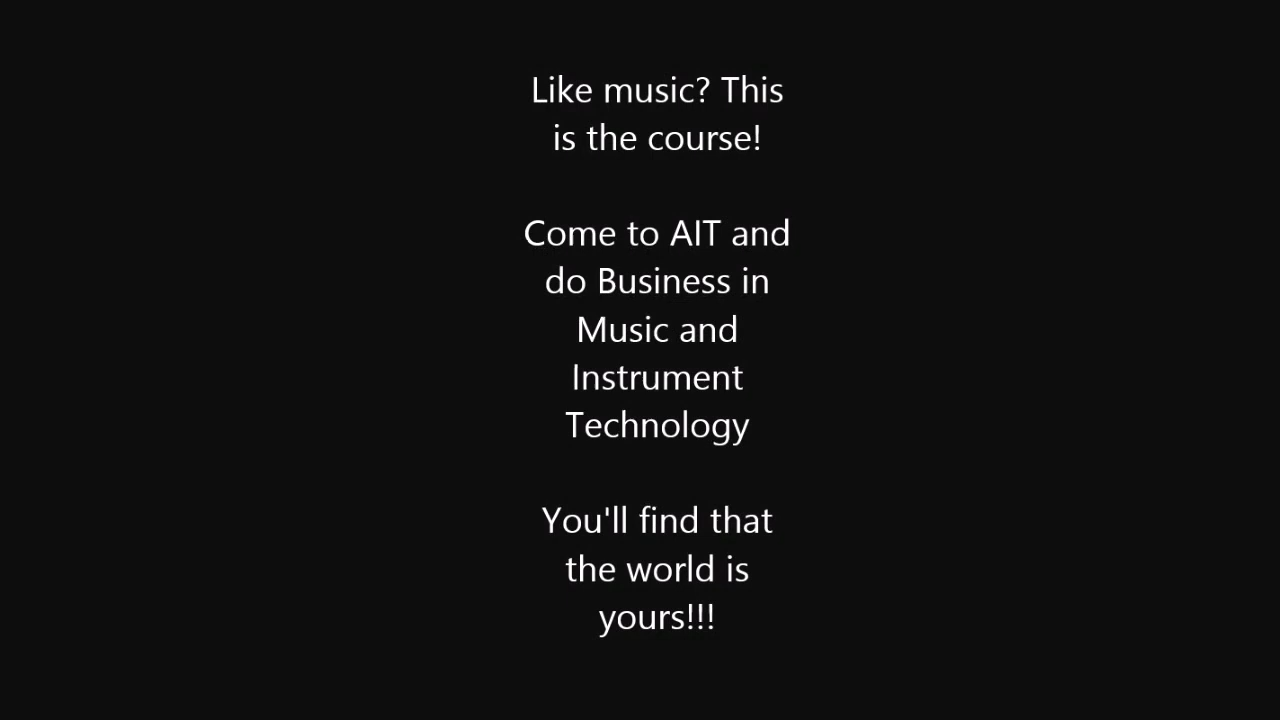 Like music? This
is the course!
Come to AIT and
do Business in
Music and
Instrument
Technology
You'll find that
the world is
yours!!!